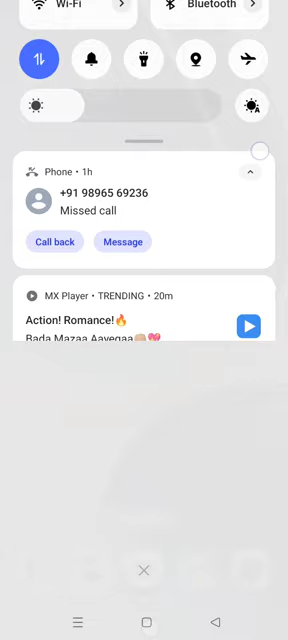 Wi-Fi
Bluetooth
A
Phone • 1h
+91 98965 69236
Missed call
Call back
Message
MX Player • TRENDING • 20m
Action! Romance!🔥
Bada Mazaa Aayegaa